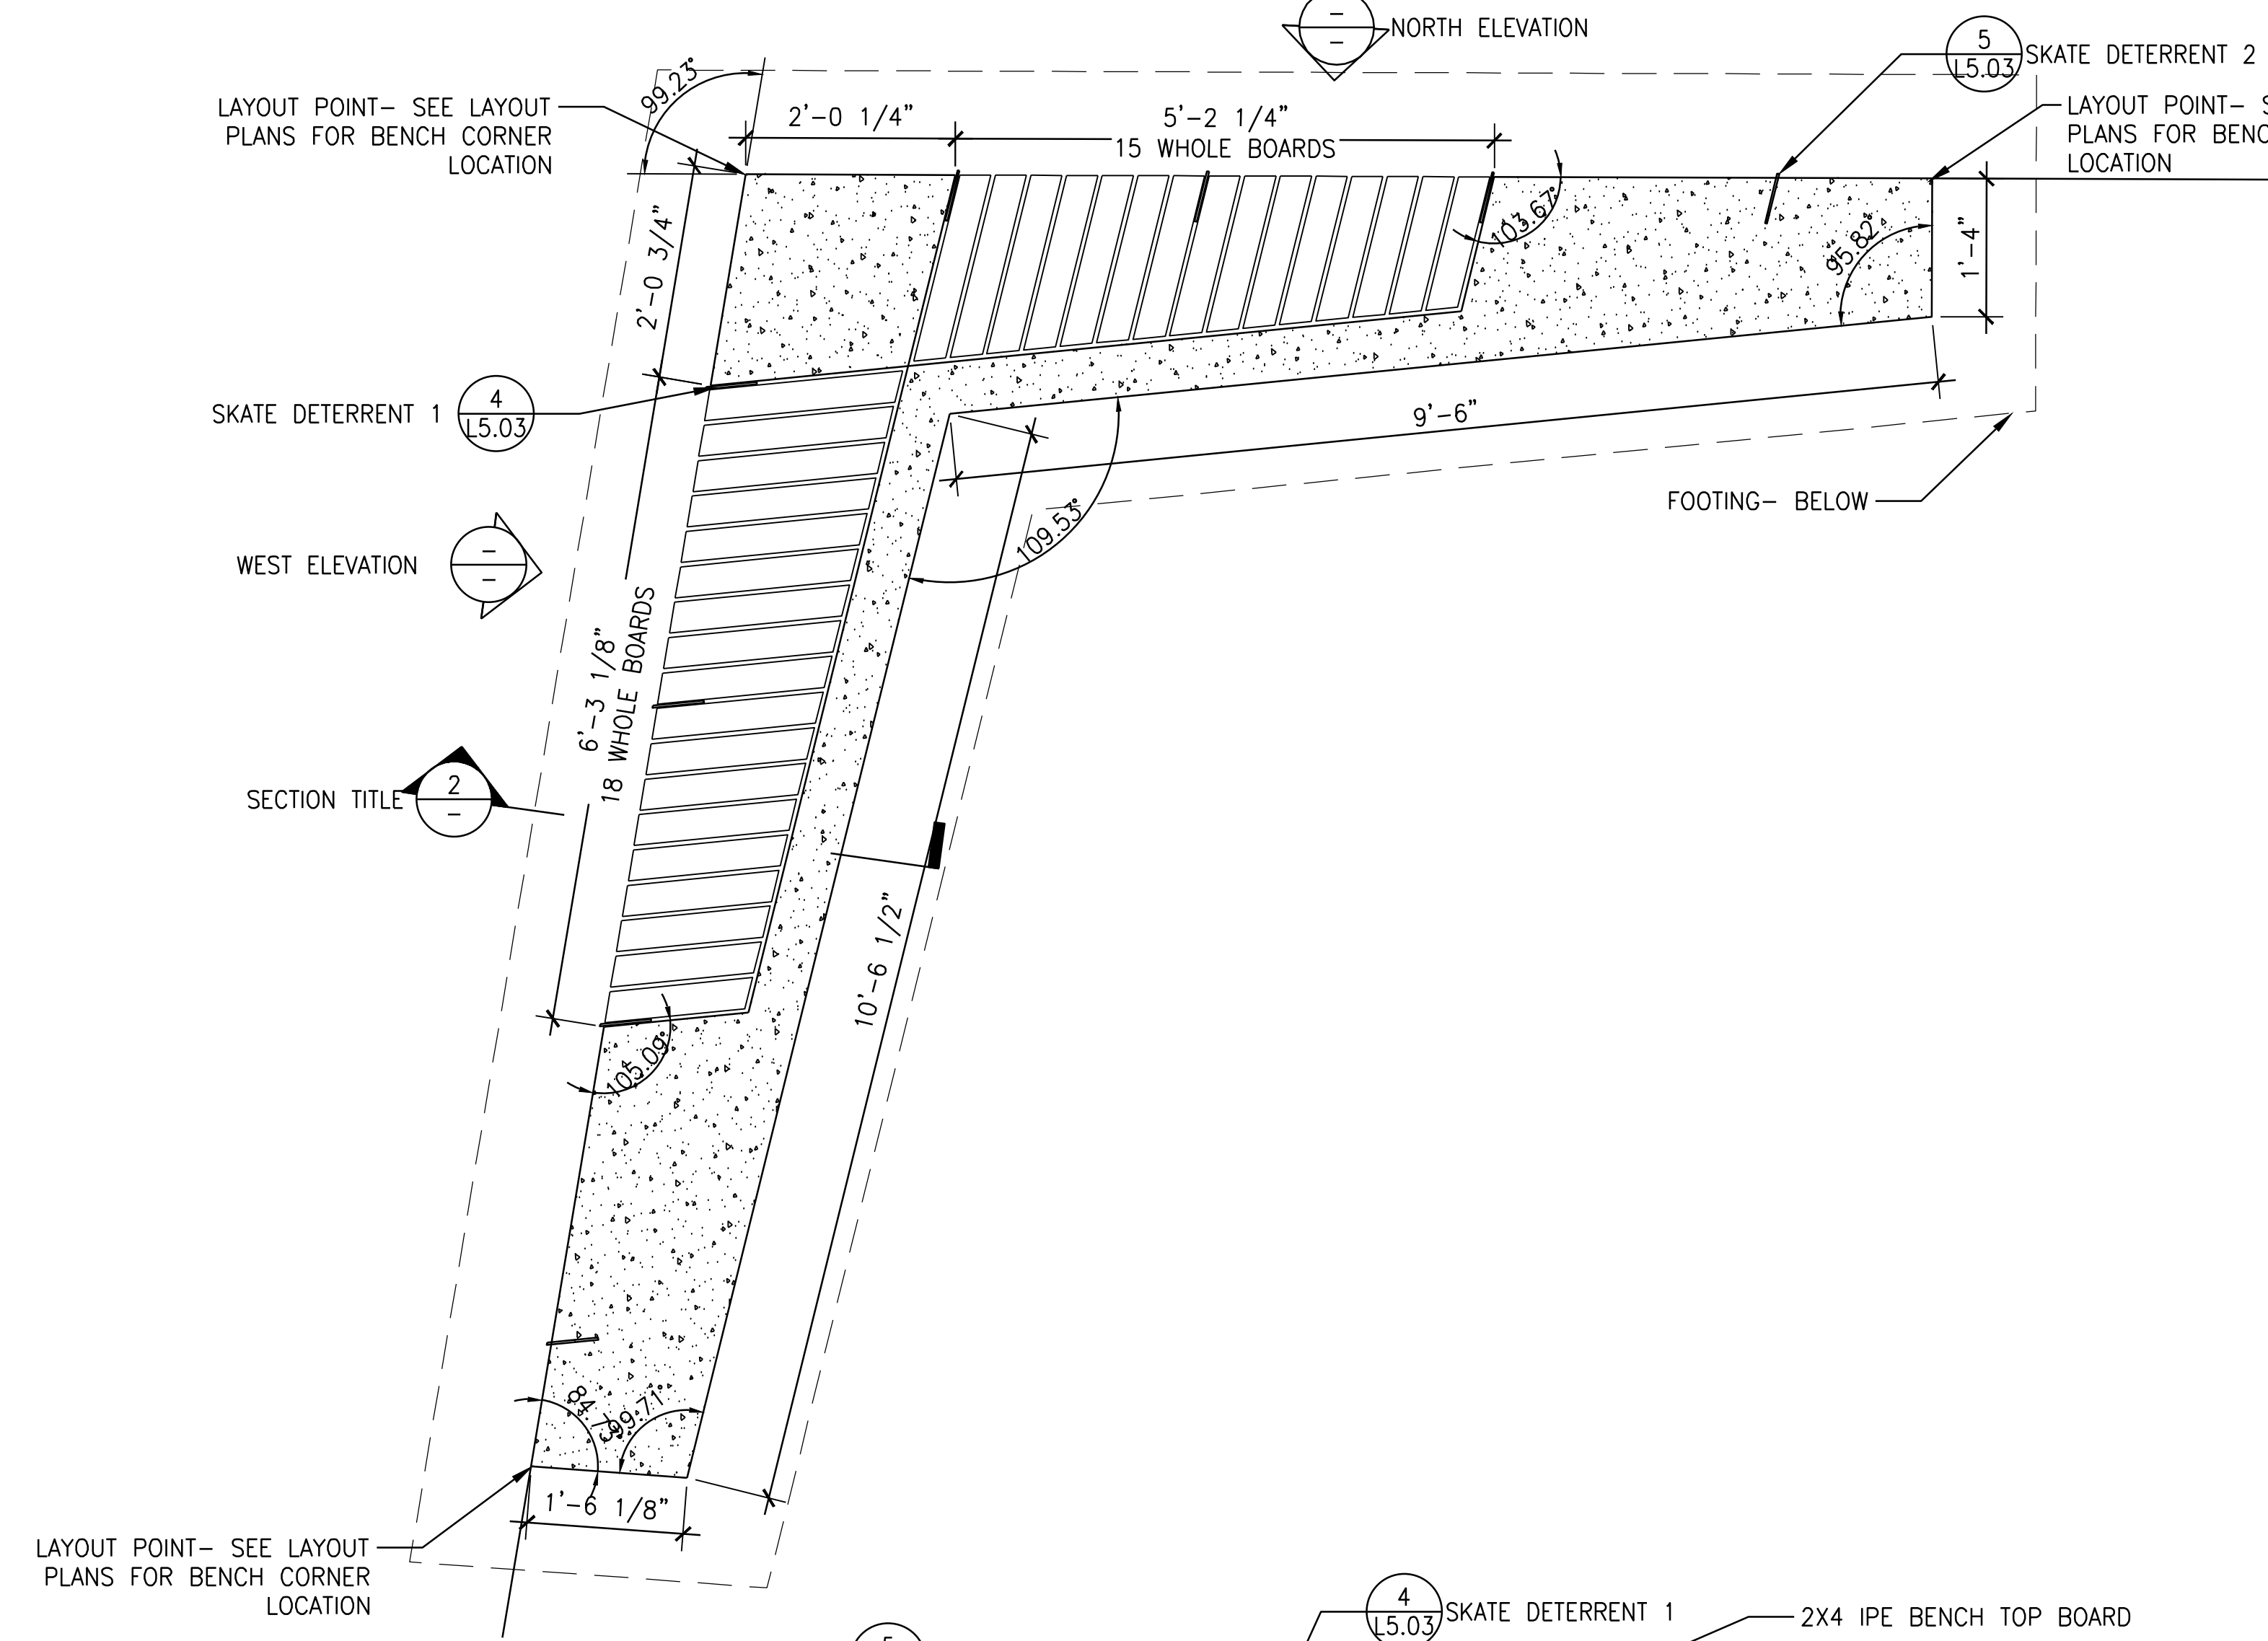 –
–
NORTH ELEVATION
5
L5.03
SKATE DETERRENT 2
LAYOUT POINT– SEE LAYOUT
PLANS FOR BENCH CORNER
LOCATION
99.23°
2'–0 1/4"
5'–2 1/4"
15 WHOLE BOARDS
LAYOUT POINT–
PLANS FOR
LOCATION
2'–0 3/4"
103.67°
95.82°
1'–4"
SKATE DETERRENT 1
4
L5.03
9'–6"
FOOTING– BELOW
109.53°
WEST ELEVATION
–
–
6'–3 1/8"
18 WHOLE BOARDS
SECTION TITLE
2
–
10'–6 1/2"
105.09°
99.71°
1'–6 1/8"
LAYOUT POINT– SEE LAYOUT
PLANS FOR BENCH CORNER
LOCATION
4
L5.03
SKATE DETERRENT 1
2X4 IPE BENCH TOP BOARD